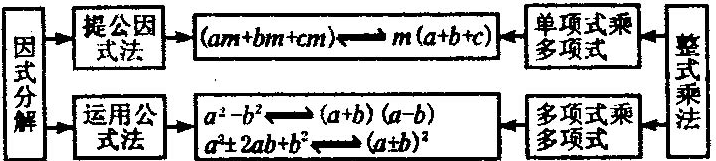 因式分解
提公因式法
(am+bm+cm)⇌m(a+b+c)
单项式乘多项式
整式乘法
运用公式法
a²-b²⇌(a+b)(a-b)
a²±2ab+b²⇌(a±b)²
多项式乘多项式